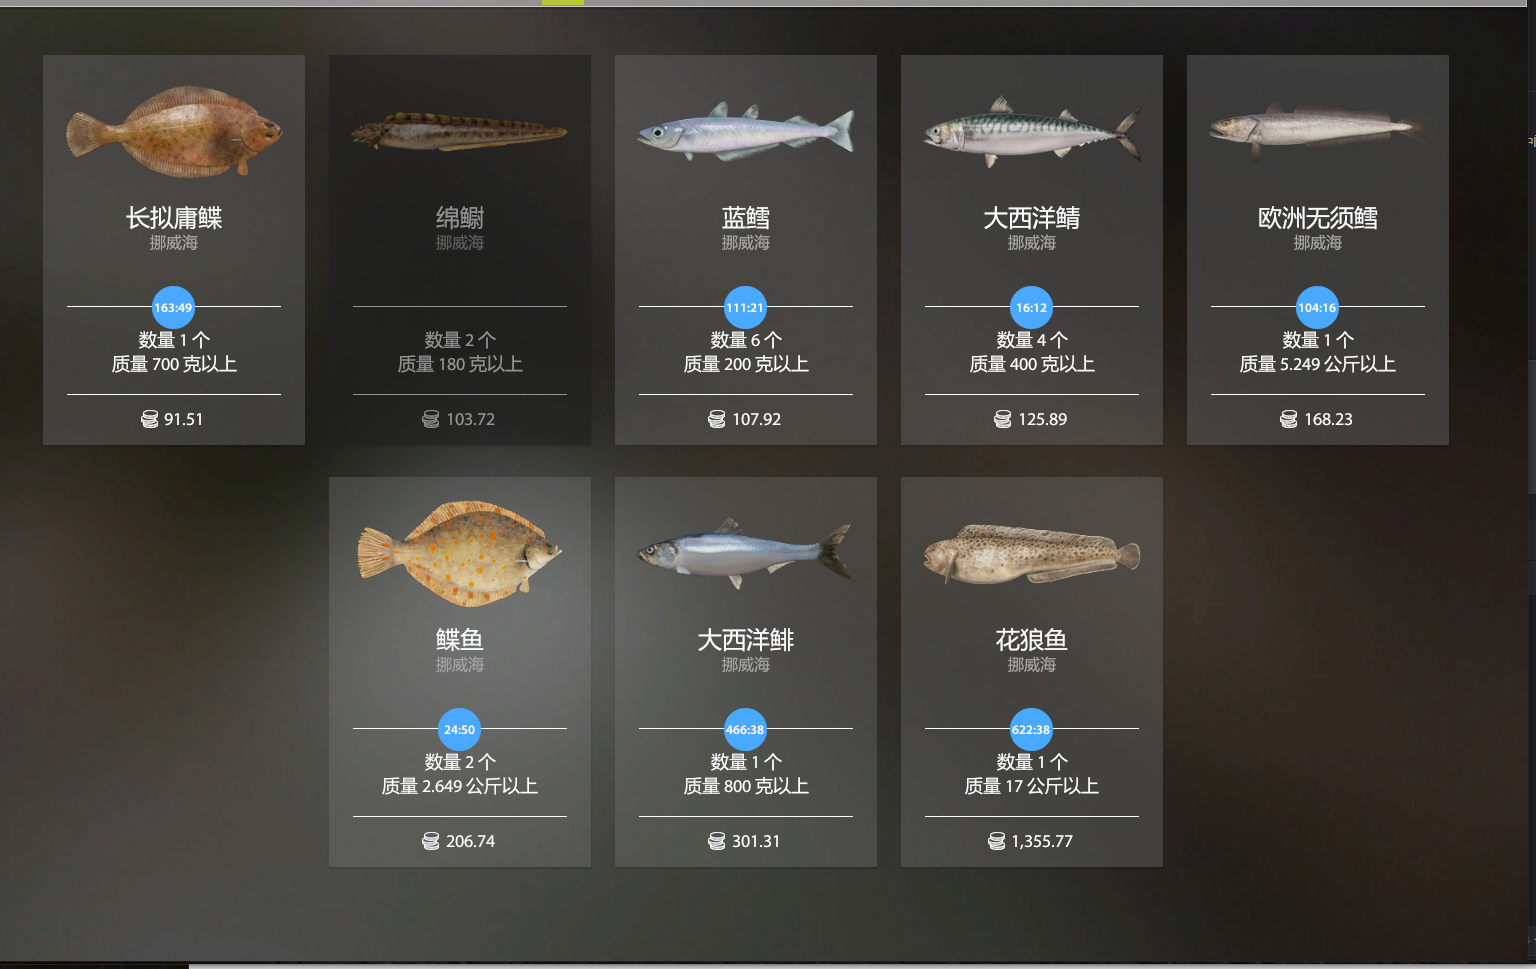 长拟庸鲽
挪威海
163:49
数量 1 个
质量 700 克以上
91.51
绵鳚
挪威海
数量 2 个
质量 180 克以上
103.72
蓝鳕
挪威海
111:21
数量 6 个
质量 200 克以上
107.92
大西洋鲭
挪威海
16:12
数量 4 个
质量 400 克以上
125.89
欧洲无须鳕
挪威海
104:16
数量 1 个
质量 5.249 公斤以上
168.23
鲽鱼
挪威海
24:50
数量 2 个
质量 2.649 公斤以上
206.74
大西洋鲱
挪威海
466:38
数量 1 个
质量 800 克以上
301.31
花狼鱼
挪威海
622:38
数量 1 个
质量 17 公斤以上
1,355.77